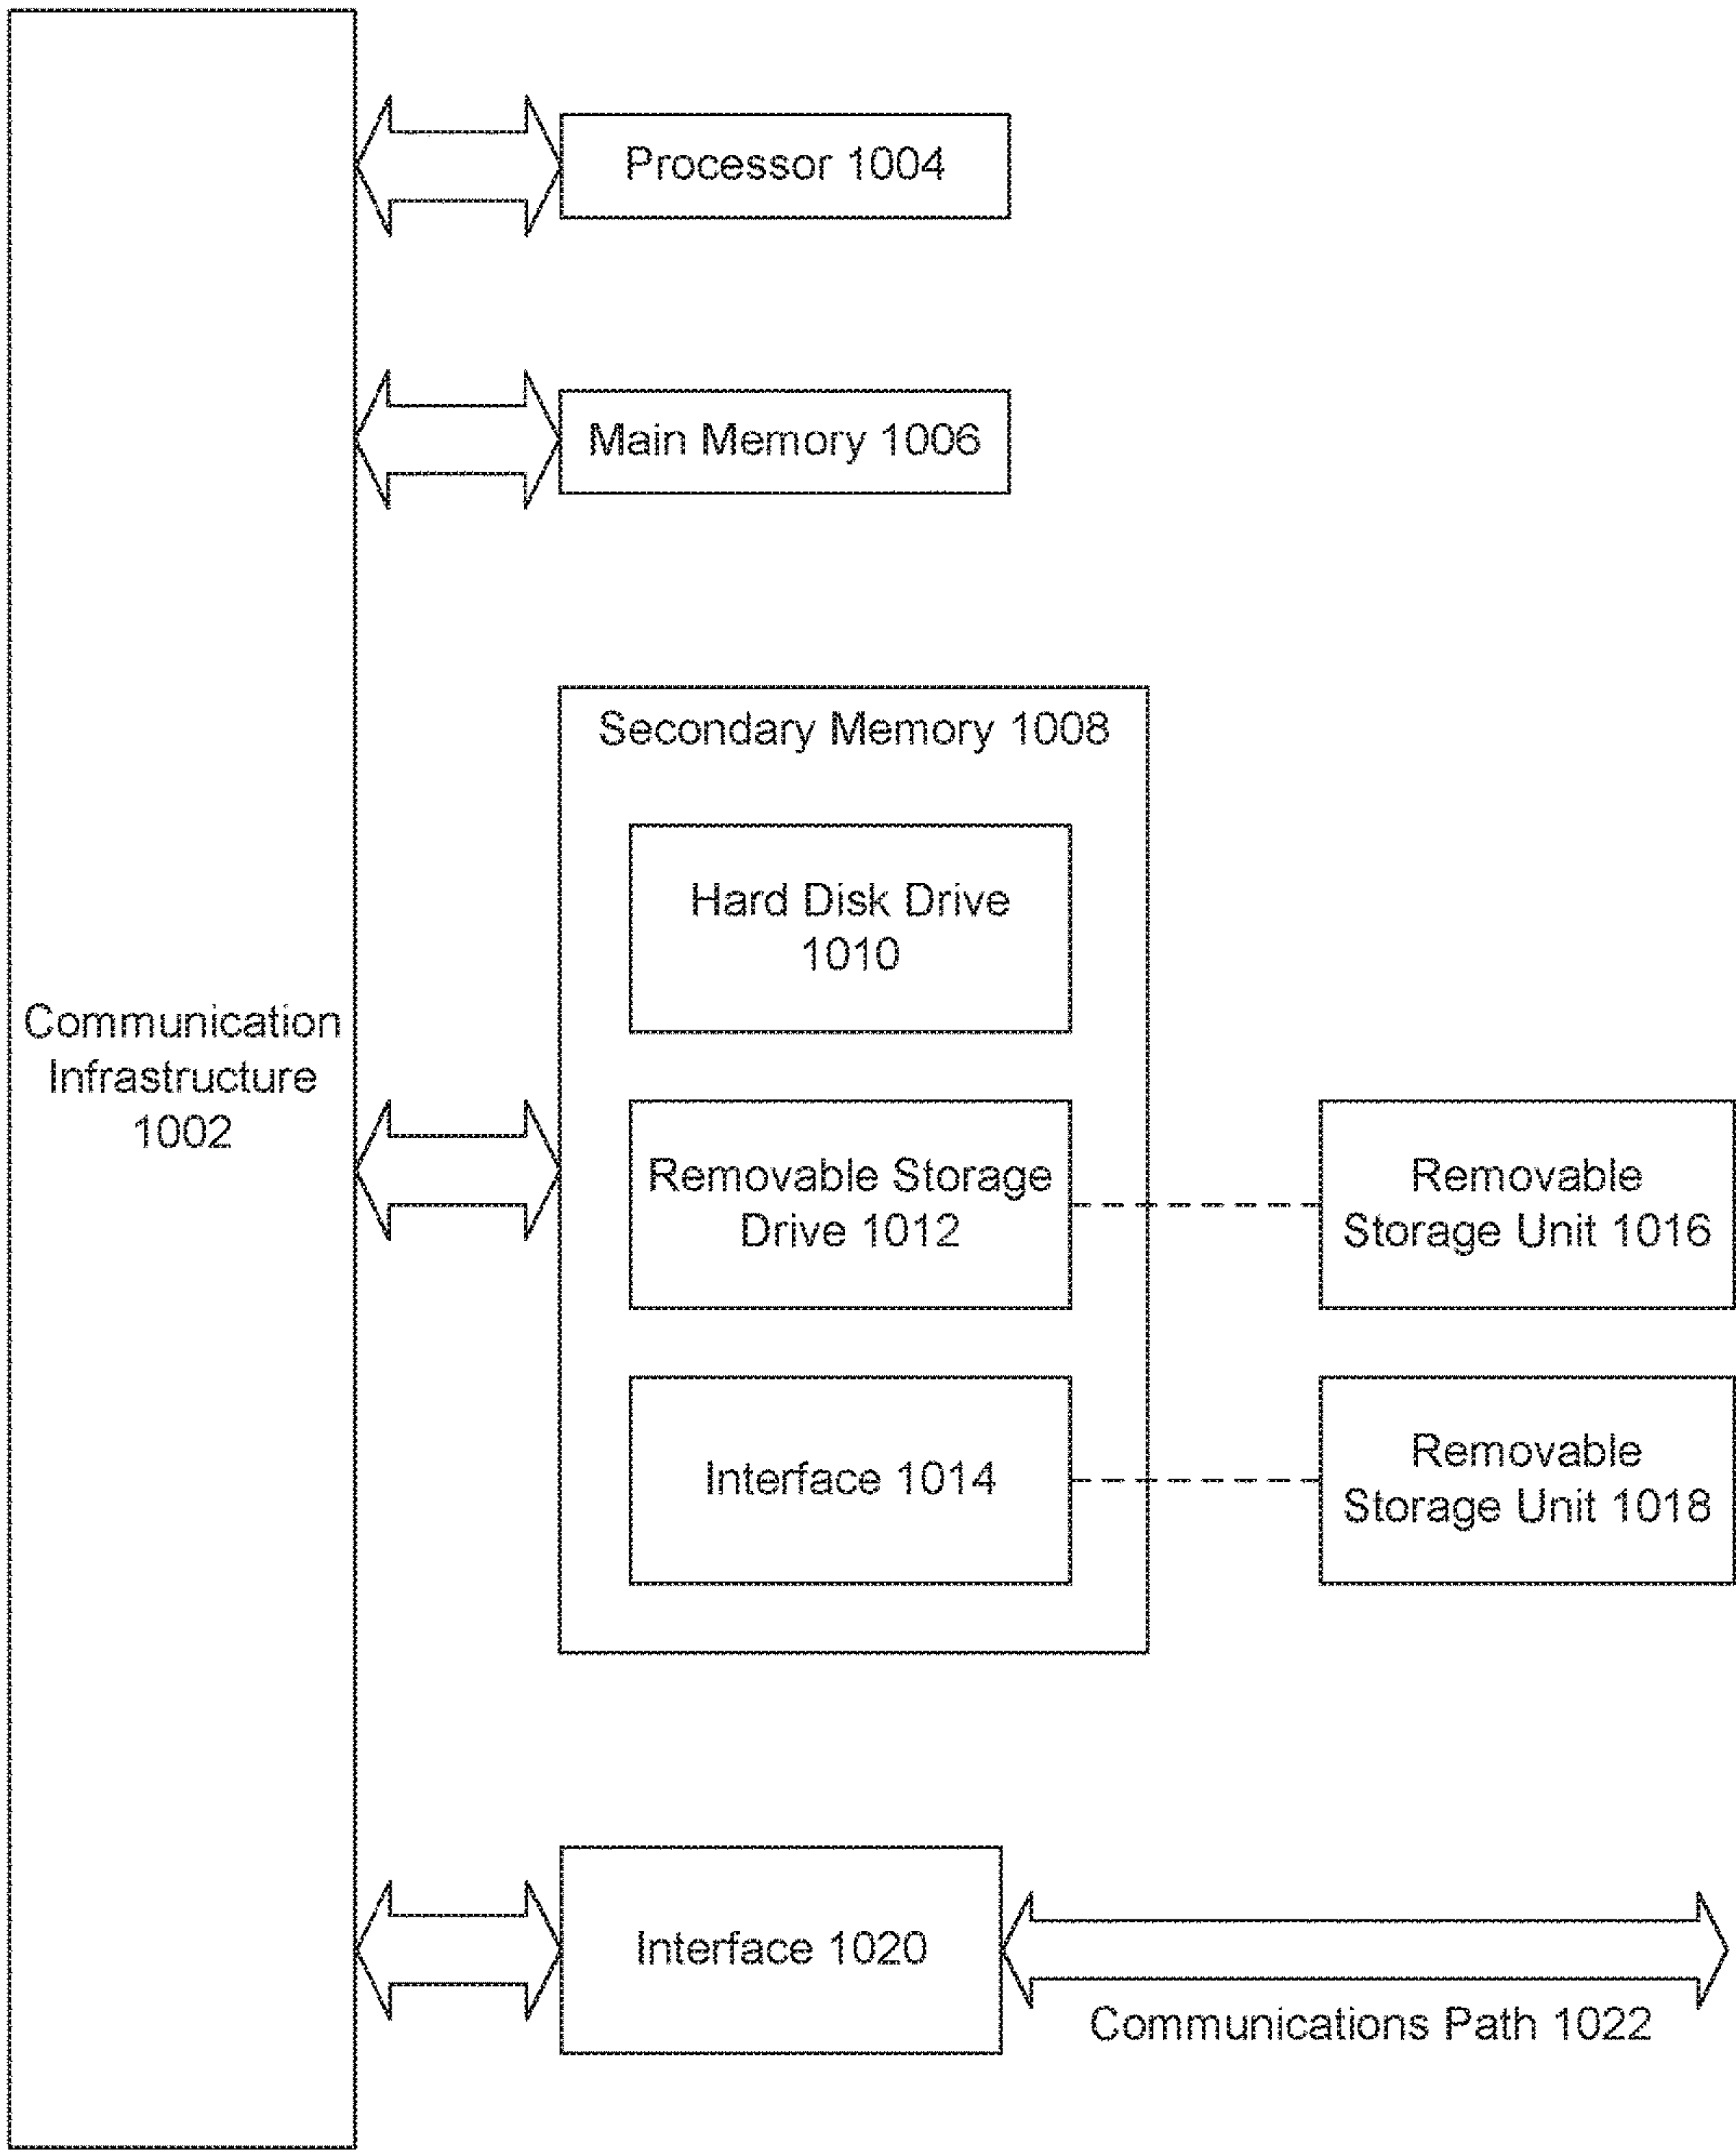 Processor 1004
Main Memory 1006
Secondary Memory 1008
Hard Disk Drive
1010
Communication
Infrastructure
1002
Removable Storage
Drive 1012
Removable
Storage Unit 1016
Interface 1014
Removable
Storage Unit 1018
Interface 1020
Communications Path 1022